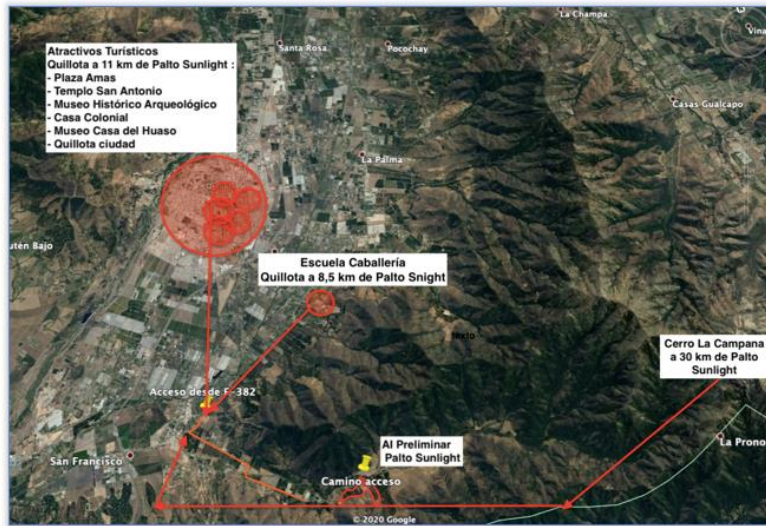 La Champa
Vina
Atractivos Turísticos
Quillota a 11 km de Palto Sunlight :
- Plaza Amas
- Templo San Antonio
- Museo Histórico Arqueológico
- Casa Colonial
- Museo Casa del Huaso
- Quillota ciudad
Santa Rosa
Pocochay
Casas Gualcapo
La Palma
utén Bajo
Escuela Caballería
Quillota a 8,5 km de Palto Snight
Cerro La Campana
a 30 km de Palto
Sunlight
Acceso desde F-382
Al Preliminar
Palto Sunlight
La Prono
San Francisco
Camino acceso
© 2020 Google